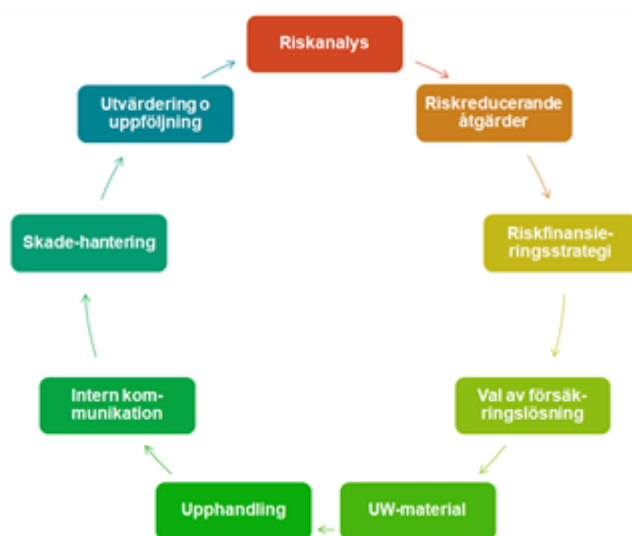 Riskanalys
Riskreducerande
åtgärder
Riskfinansie-
ringsstrategi
Val av försäk-
ringslösning
UW-material
Upphandling
Intern kom-
munikation
Skade-hantering
Utvärdering o
uppföljning